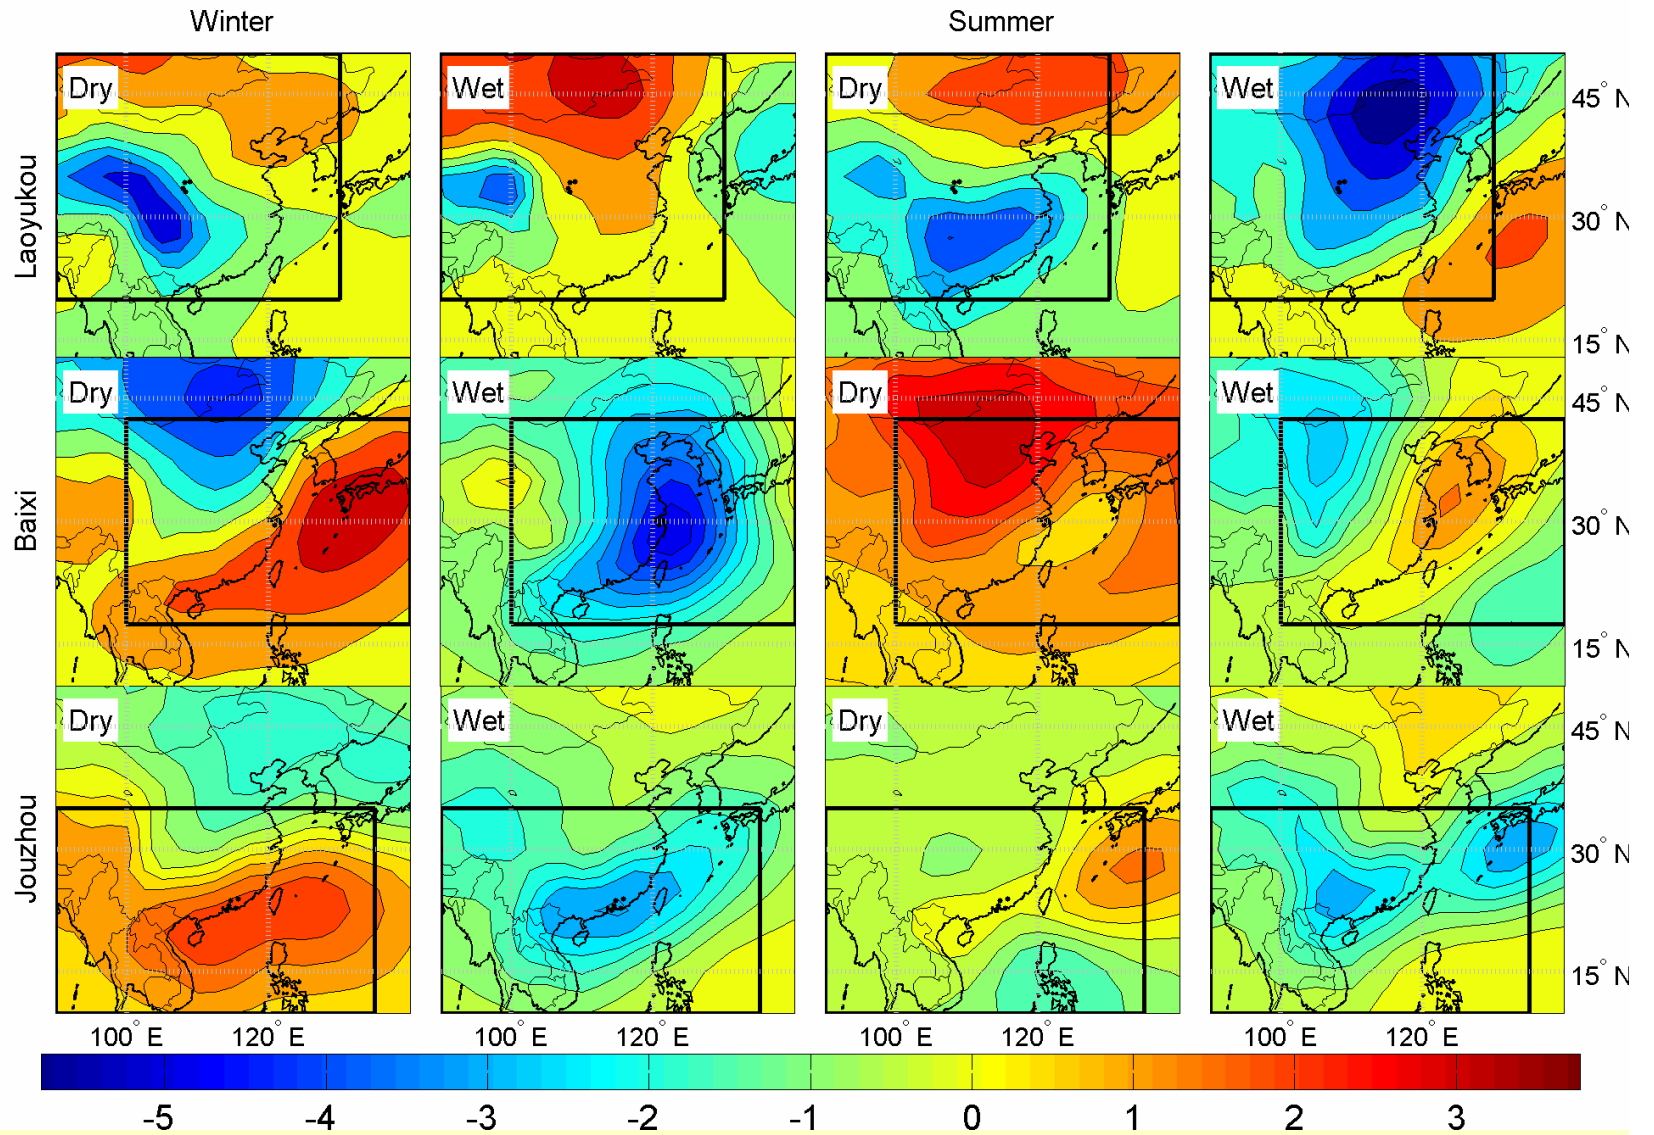 Winter Summer
Laoyukou
Dry Wet Dry Wet
45° N
30° N
15° N
Baixi
Dry Wet Dry Wet
45° N
30° N
15° N
Jouzhou
Dry Wet Dry Wet
45° N
30° N
15° N
100° E 120° E 100° E 120° E 100° E 120° E 100° E 120° E
-5 -4 -3 -2 -1 0 1 2 3